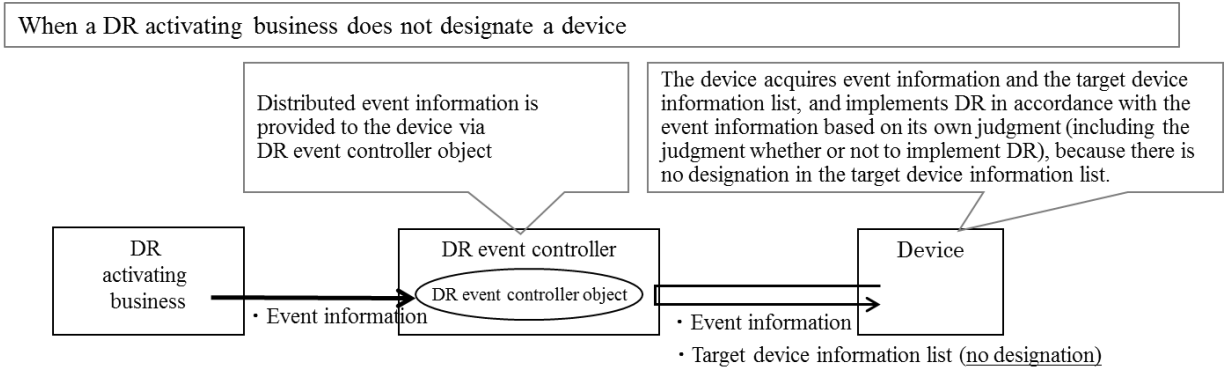 When a DR activating business does not designate a device
Distributed event information is
provided to the device via
DR event controller object
The device acquires event information and the target device
information list, and implements DR in accordance with the
event information based on its own judgment (including the
judgment whether or not to implement DR), because there is
no designation in the target device information list.
DR
activating
business
・Event information
DR event controller
DR event controller object
・Event information
・Target device information list (no designation)
Device